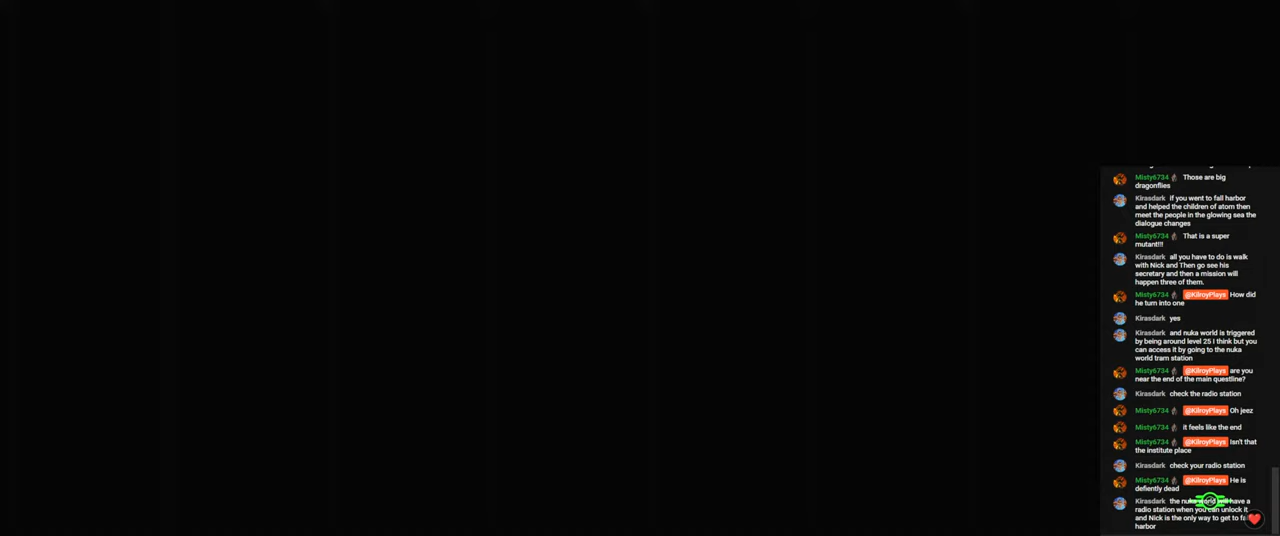 Misty6734 Those are big
dragonflies
Kirasdark if you went to fall harbor
and helped the children of atom then
meet the people in the glowing sea the
dialogue changes
Misty6734 That is a super
mutant!!!
Kirasdark all you have to do is walk
with Nick and Then go see his
secretary and then a mission will
happen three of them.
Misty6734 @KilroyPlays How did
he turn into one
Kirasdark yes
Kirasdark and nuka world is triggered
by being around level 25 I think but you
can access it by going to the nuka
world tram station
Misty6734 @KilroyPlays are you
near the end of the main questline?
Kirasdark check the radio station
Misty6734 @KilroyPlays Oh jeez
Misty6734 it feels like the end
Misty6734 @KilroyPlays Isn't that
the institute place
Kirasdark check your radio station
Misty6734 @KilroyPlays He is
defiently dead
Kirasdark the nuka world will have a
radio station when you can unlock it
and Nick is the only way to get to
harbor